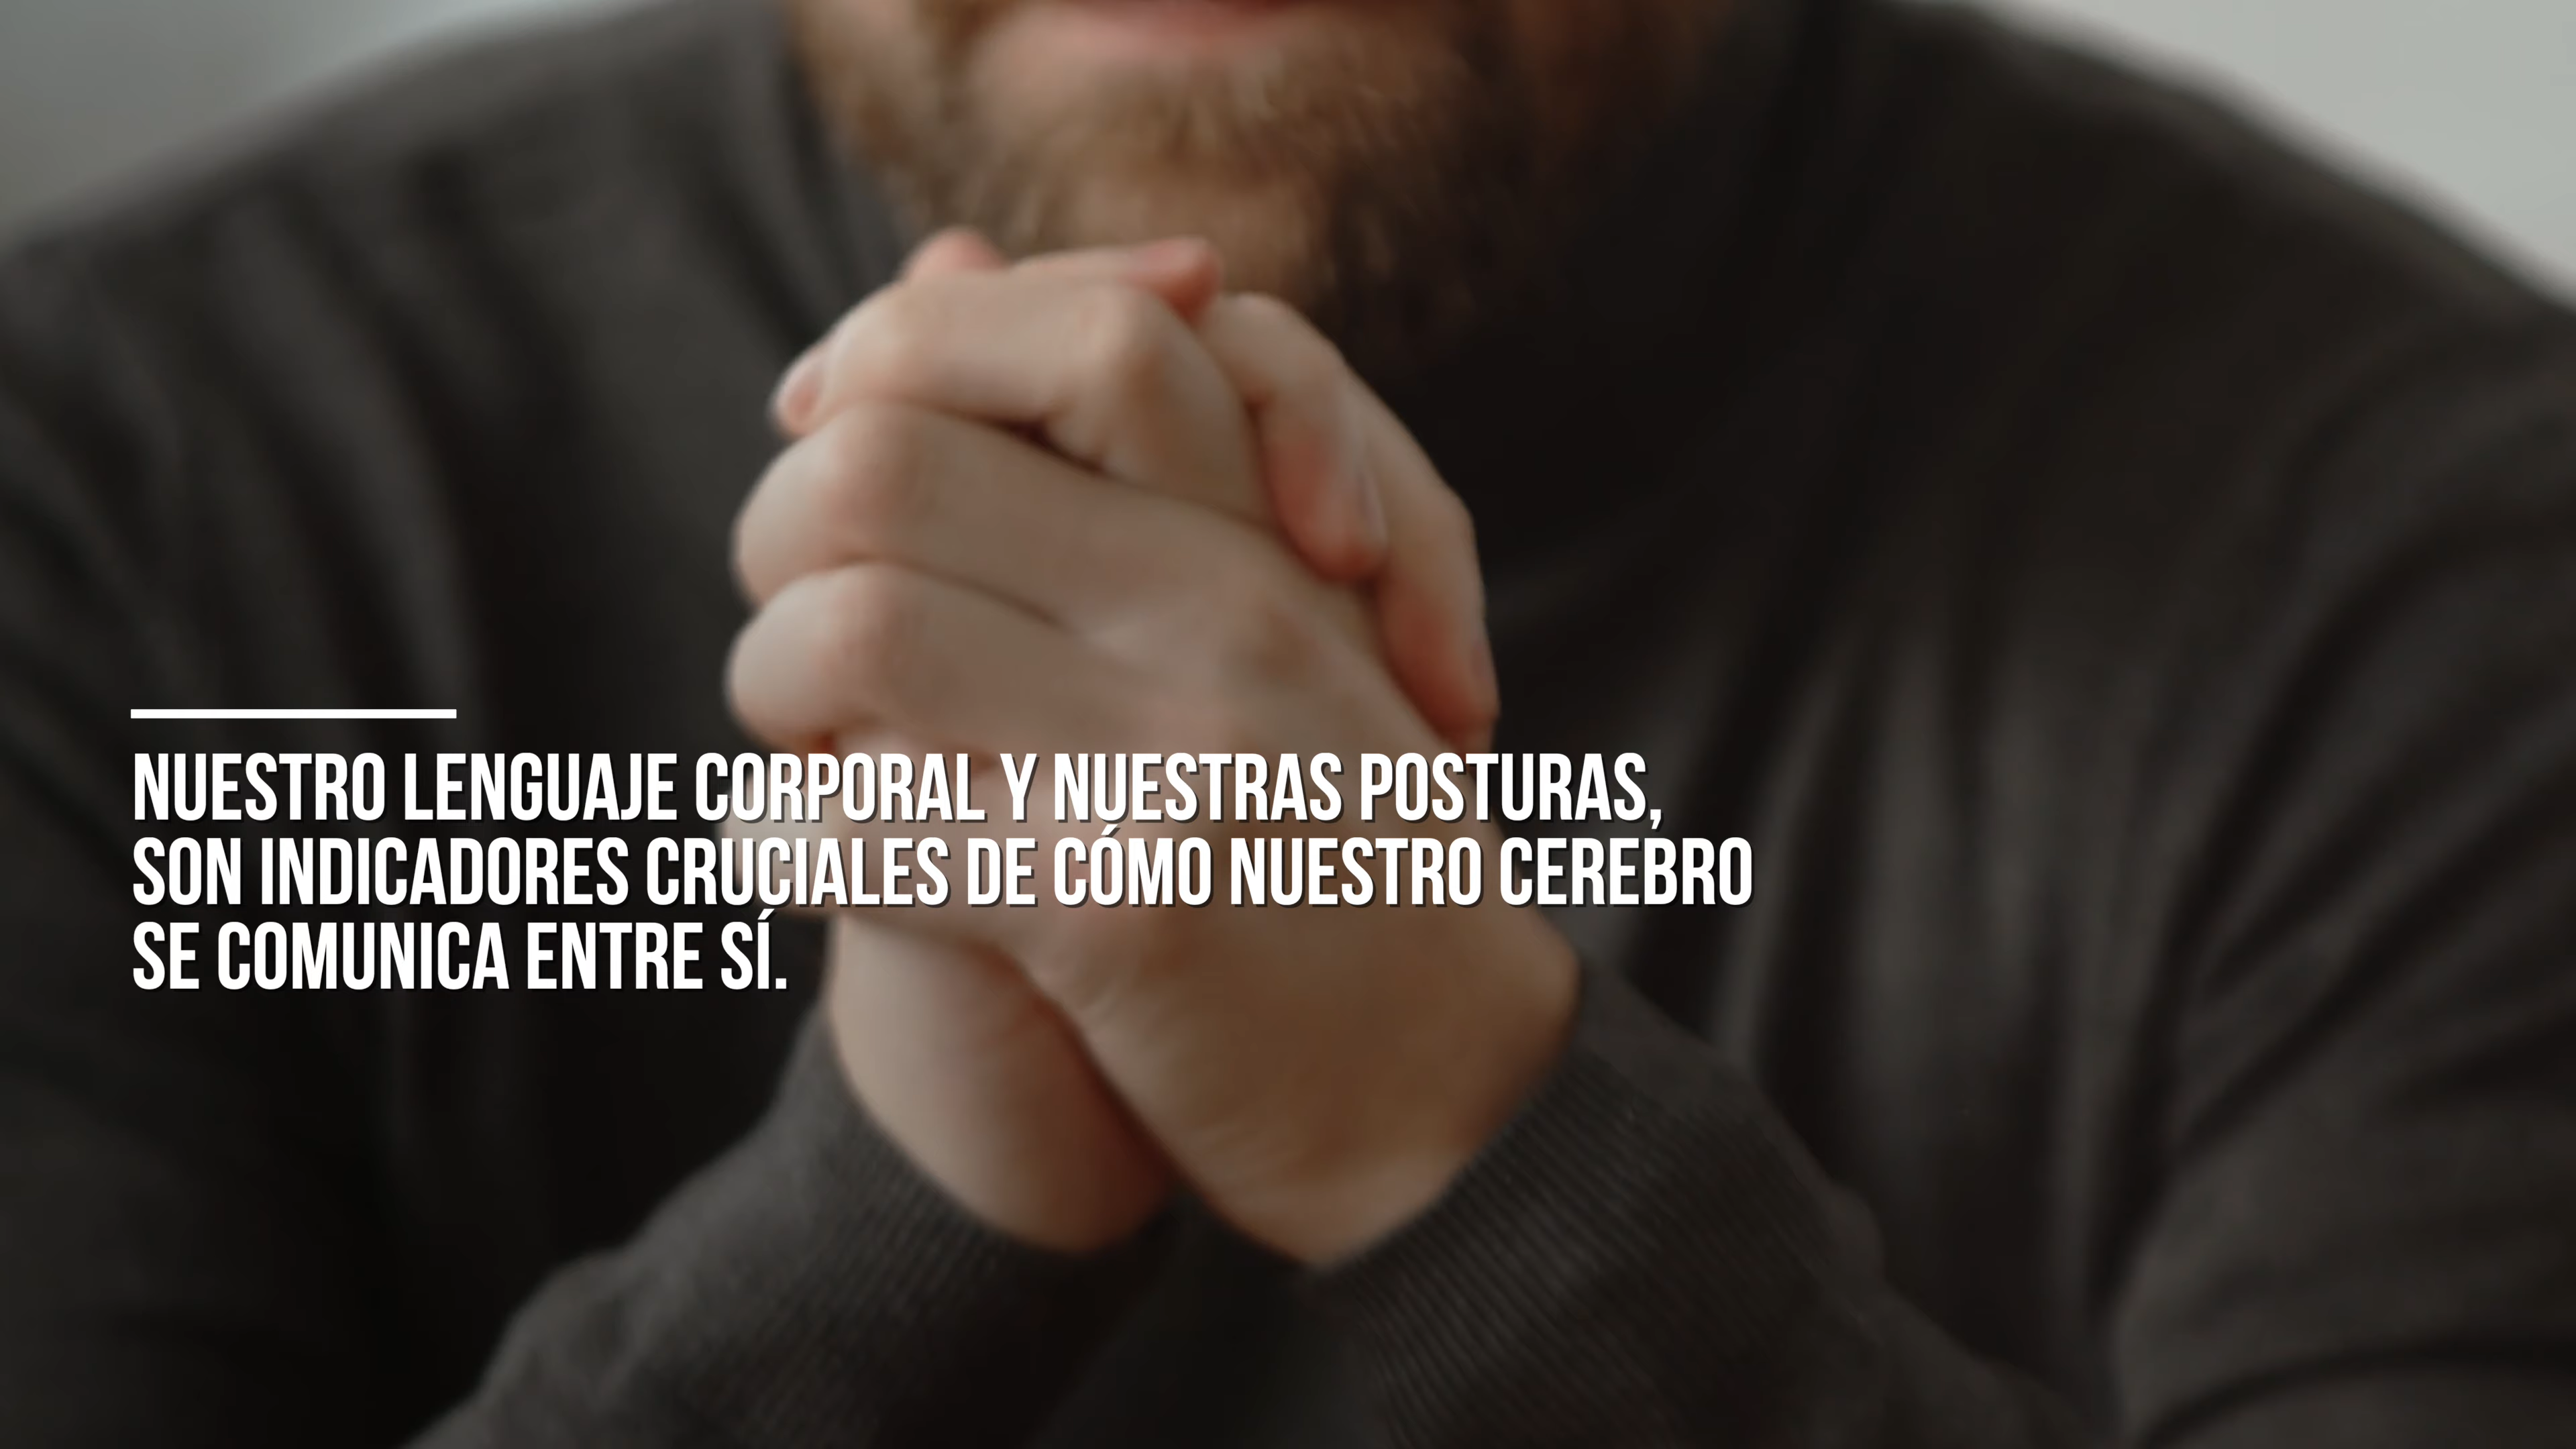 NUESTRO LENGUAJE CORPORAL Y NUESTRAS POSTURAS,
SON INDICADORES CRUCIALES DE CÓMO NUESTRO CEREBRO
SE COMUNICA ENTRE SÍ.